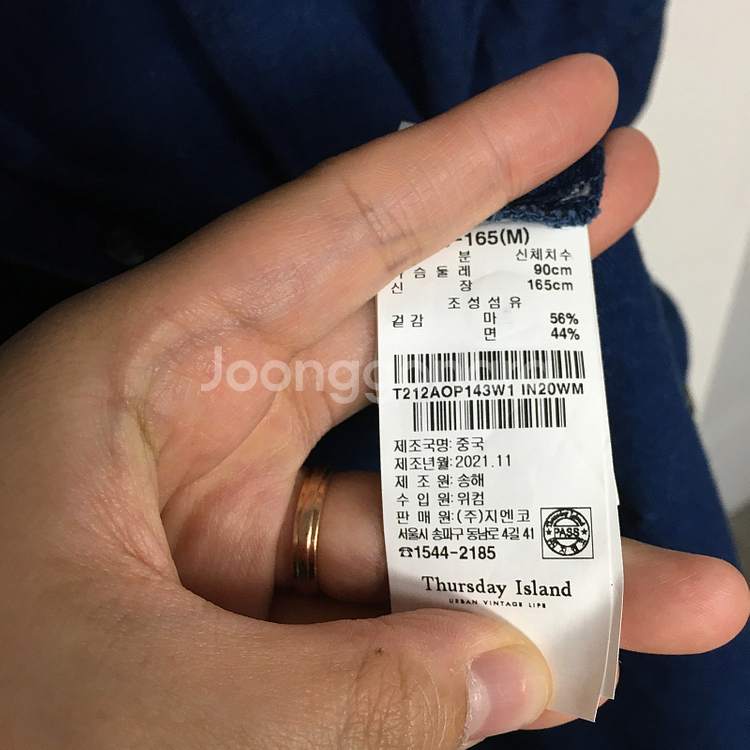 -165(M)
분 신체치수
가슴둘레 90cm
신 장 165cm
조성섬유
겉감 마 56%
면 44%
T212AOP143W1 IN20WM
제조국명: 중국
제조년월: 2021.11
제 조 원: 송해
수 입 원: 위컴
판 매 원: (주)지엔코
서울시 송파구 동남로 4길 41
☎1544-2185
PASS
Thursday Island
URBAN VINTAGE LIFE